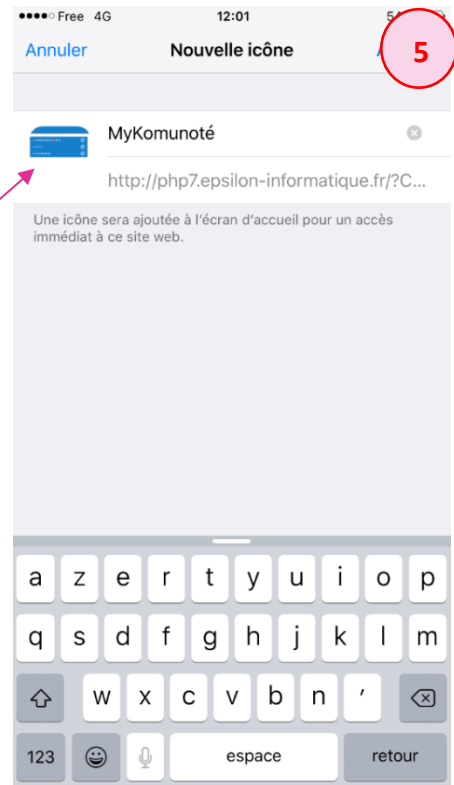 Free 4G 12:01
Annuler Nouvelle icône 5
MyKomunoté
http://php7.epsilon-informatique.fr/?C...
Une icône sera ajoutée à l'écran d'accueil pour un accès
immédiat à ce site web.
a z e r t y u i o p
q s d f g h j k l m
w x c v b n ′
123 espace retour